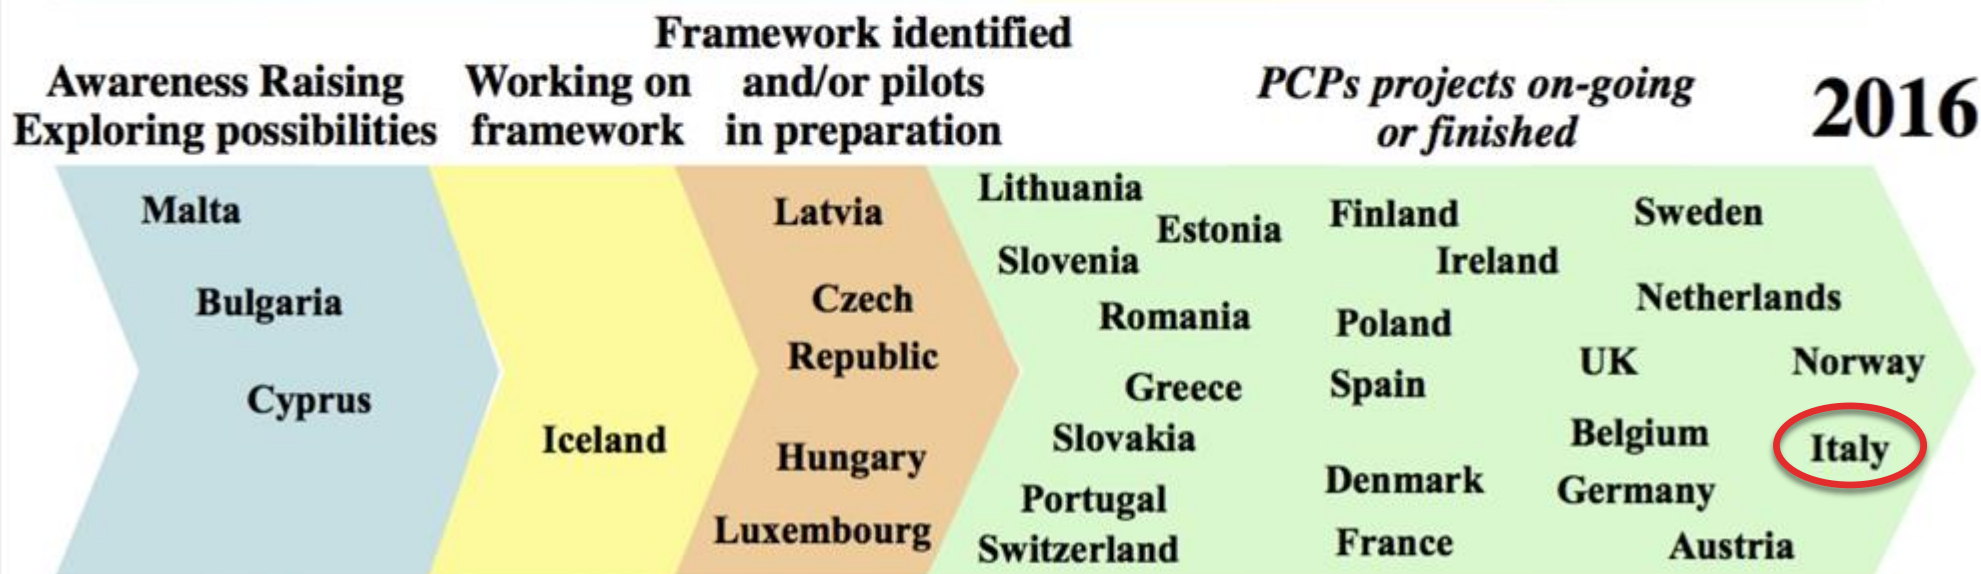 Awareness Raising
Exploring possibilities
Working on
framework
Framework identified
and/or pilots
in preparation
PCPs projects on-going
or finished
2016
Malta
Bulgaria
Cyprus
Iceland
Latvia
Czech
Republic
Hungary
Luxembourg
Lithuania
Estonia
Slovenia
Romania
Greece
Slovakia
Portugal
Switzerland
Finland
Ireland
Poland
Spain
Denmark
France
Sweden
Netherlands
UK
Norway
Belgium
Italy
Germany
Austria